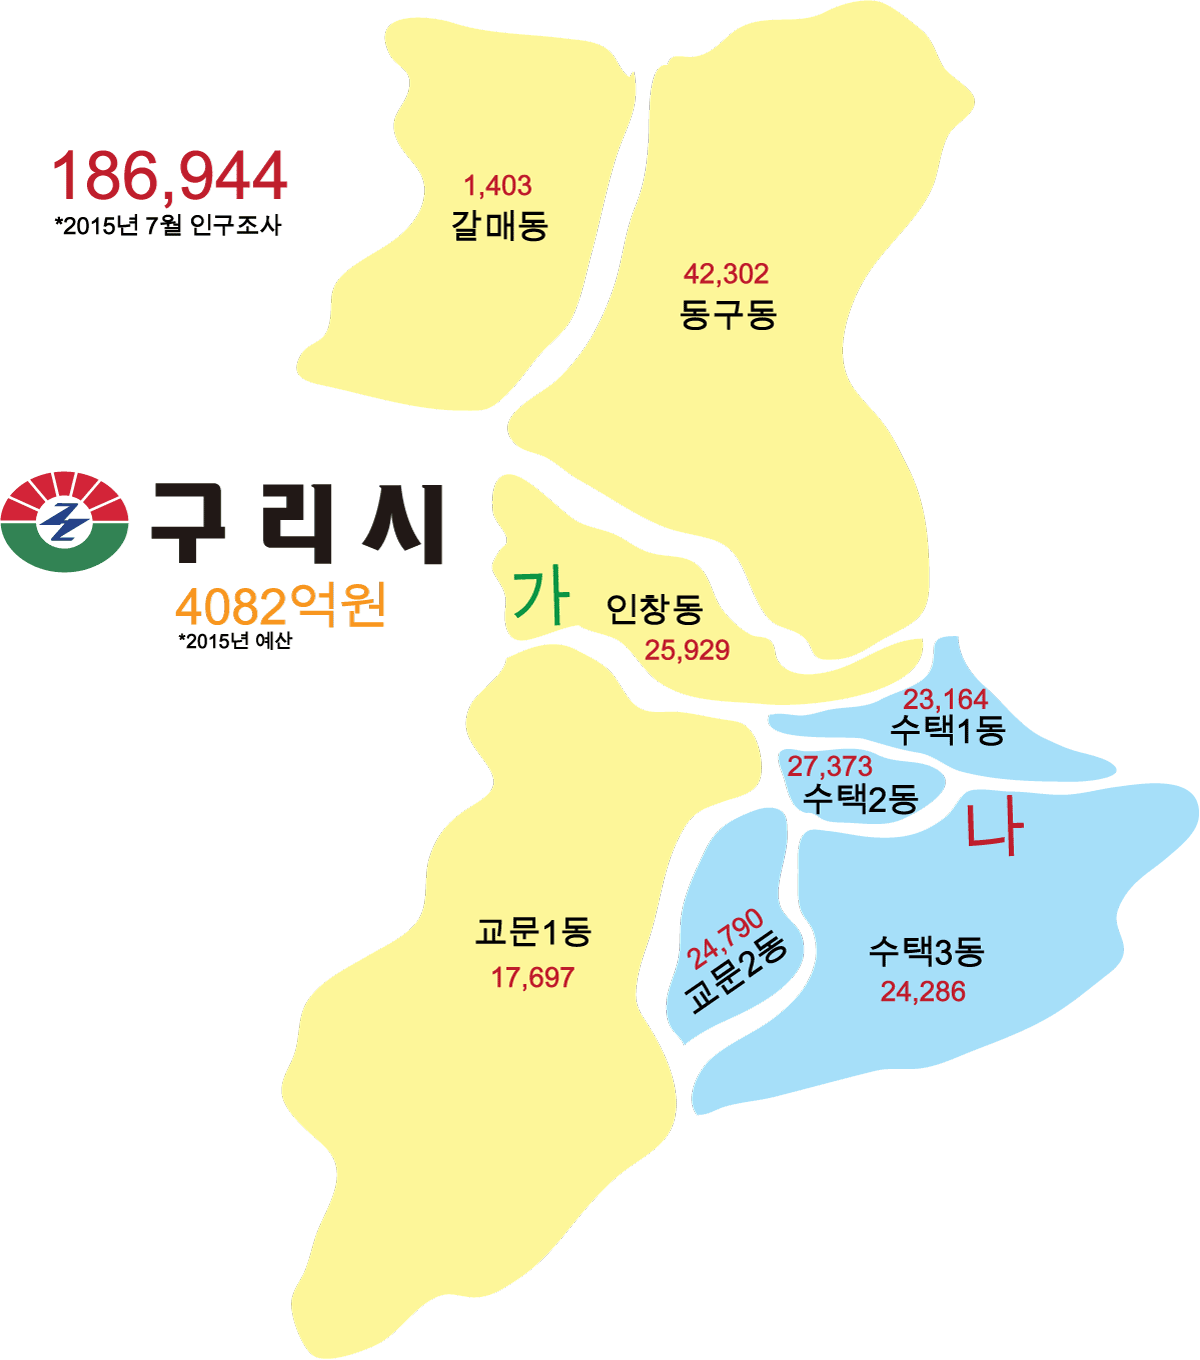 186,944
*2015년 7월 인구조사
1,403
갈매동
42,302
동구동
구리시
4082억원
*2015년 예산
가
인창동
25,929
23,164
수택1동
27,373
수택2동
나
교문1동
17,697
24,790
교문2동
수택3동
24,286